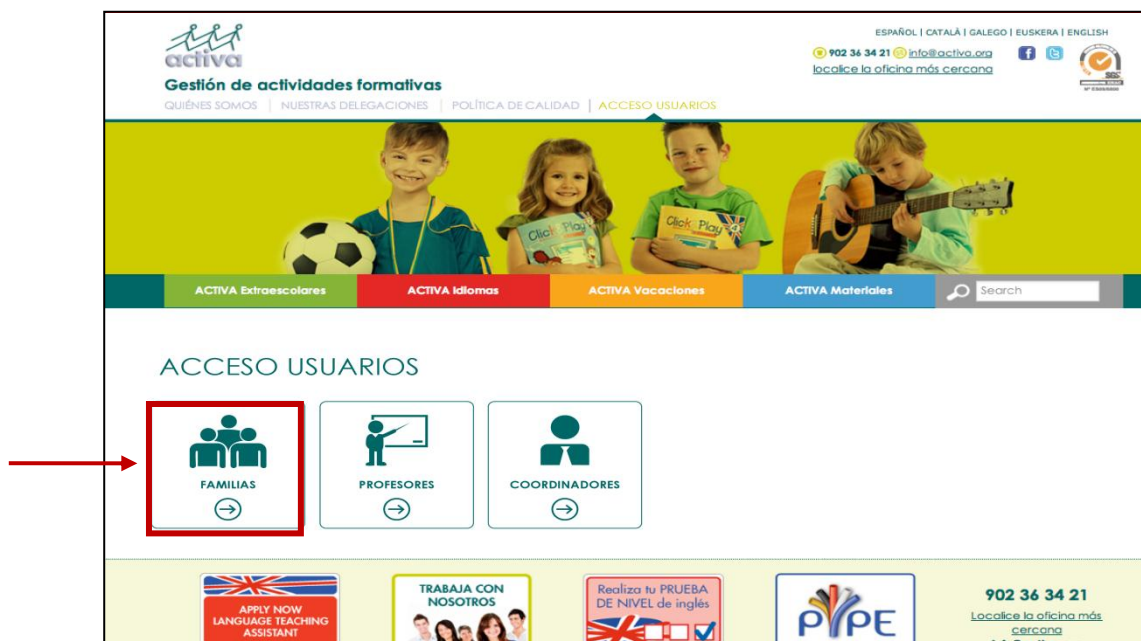 activa
ESPAÑOL | CATALÀ | GALEGO | EUSKERA | ENGLISH
902 36 34 21 info@activa.org
localice la oficina más cercana
SGS
Gestión de actividades formativas
QUIÉNES SOMOS | NUESTRAS DELEGACIONES | POLÍTICA DE CALIDAD | ACCESO USUARIOS
Click Play
Click Play 4
ACTIVA Extraescolares
ACTIVA Idiomas
ACTIVA Vacaciones
ACTIVA Materiales
Search
ACCESO USUARIOS
FAMILIAS
PROFESORES
COORDINADORES
APPLY NOW
LANGUAGE TEACHING
ASSISTANT
TRABAJA CON
NOSOTROS
Realiza tu PRUEBA
DE NIVEL de inglés
PYPE
902 36 34 21
Localice la oficina más
cercana